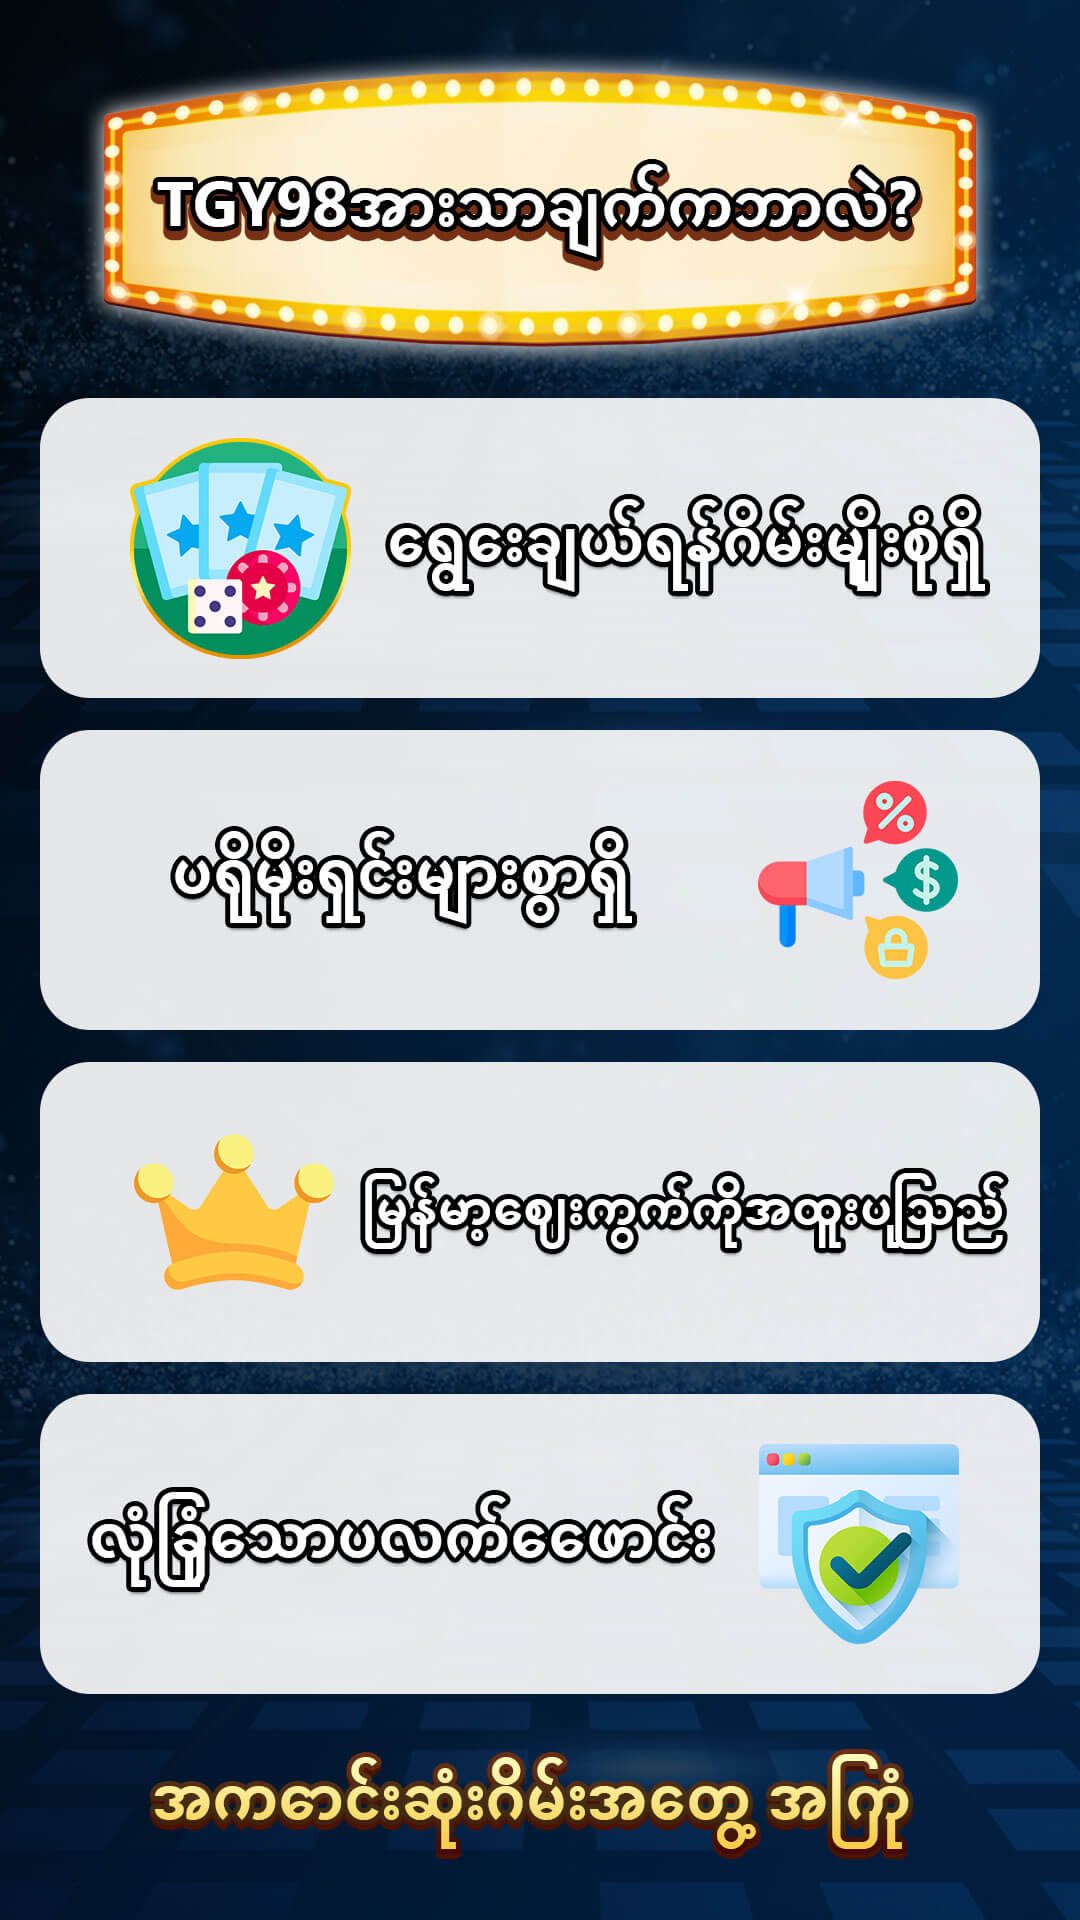 TGY98အားသာချက်ကဘာလဲ?
ရွေးချယ်ရန်ဂိမ်းမျိုးစုံရှိ
ပရိုမိုးရှင်းများစွာရှိ
မြန်မာ့ဈေးကွက်ကိုအထူးပုဩသည်
လုံခြုံသောပလက်ဖောင်း
အကောင်းဆုံးဂိမ်းအတွေ့ အကြုံ